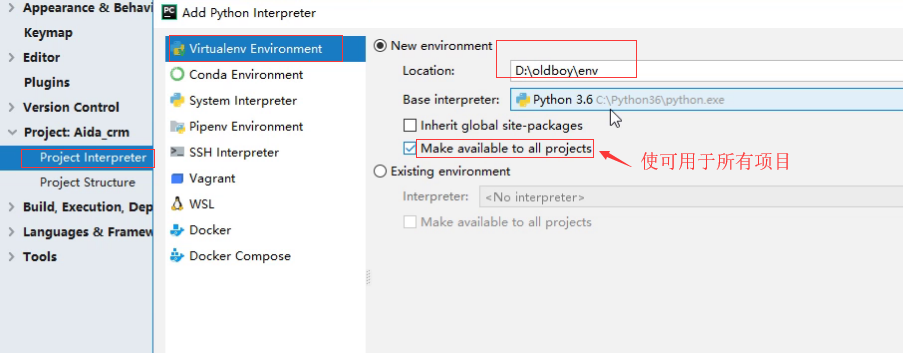 Appearance & Behavi
Keymap
Editor
Plugins
Version Control
Project: Aida_crm
Project Interpreter
Project Structure
Build, Execution, Dep
Languages & Framew
Tools
PC
Add Python Interpreter
Virtualenv Environment
Conda Environment
System Interpreter
Pipenv Environment
SSH Interpreter
Vagrant
WSL
Docker
Docker Compose
New environment
Location: D:\oldboy\env
Base interpreter: Python 3.6 C:\Python36\python.exe
Inherit global site-packages
Make available to all projects
使可用于所有项目
Existing environment
Interpreter: <No interpreter>
Make available to all projects